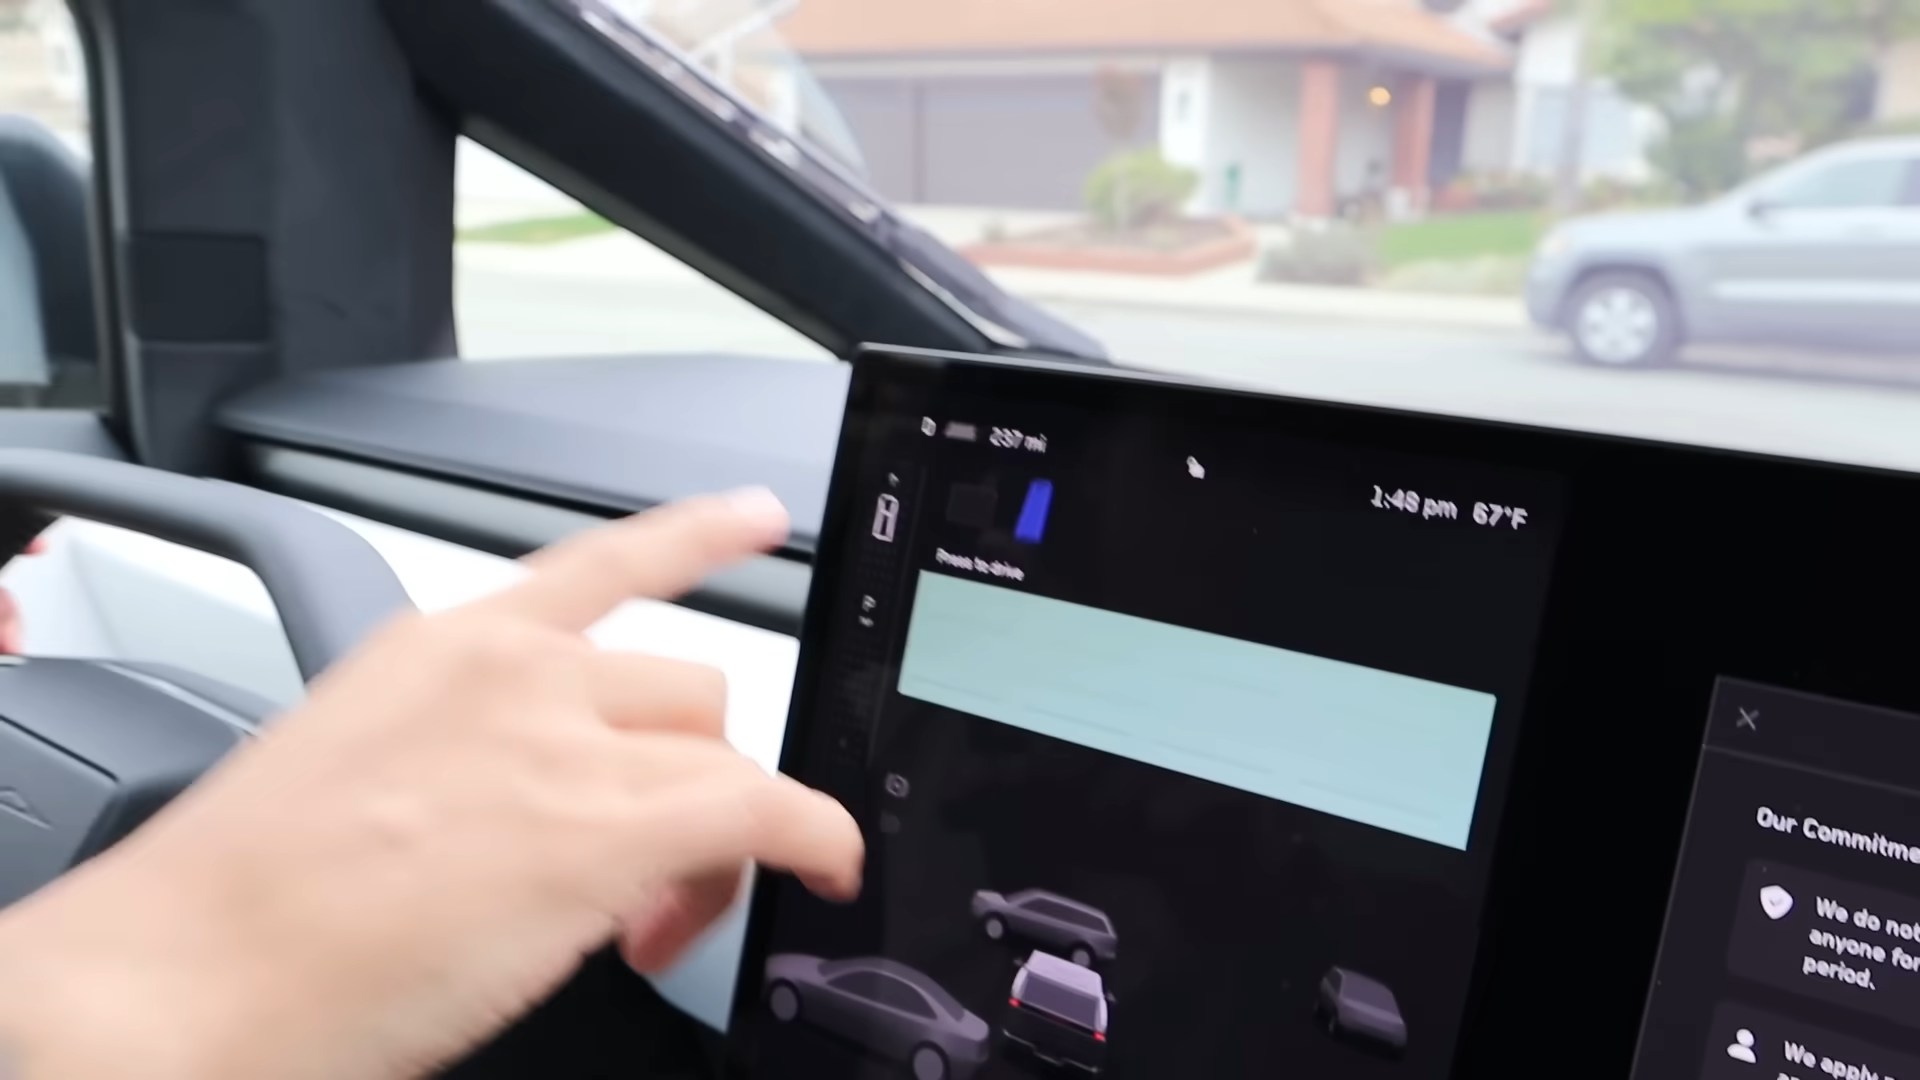 237 mi
1:48 pm 67°F
P
Press to drive
Our Commitme
We do not
anyone for
period.
We apply